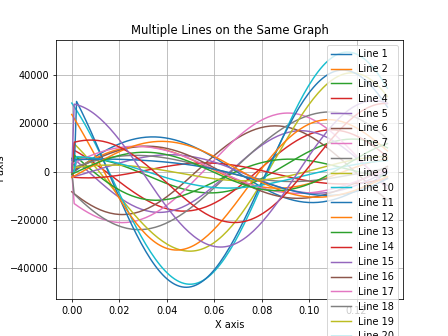 Multiple Lines on the Same Graph
40000
20000
0
−20000
−40000
0.00
0.02
0.04
0.06
0.08
0.10
X axis
Line 1
Line 2
Line 3
Line 4
Line 5
Line 6
Line 7
Line 8
Line 9
Line 10
Line 11
Line 12
Line 13
Line 14
Line 15
Line 16
Line 17
Line 18
Line 19
Line 20